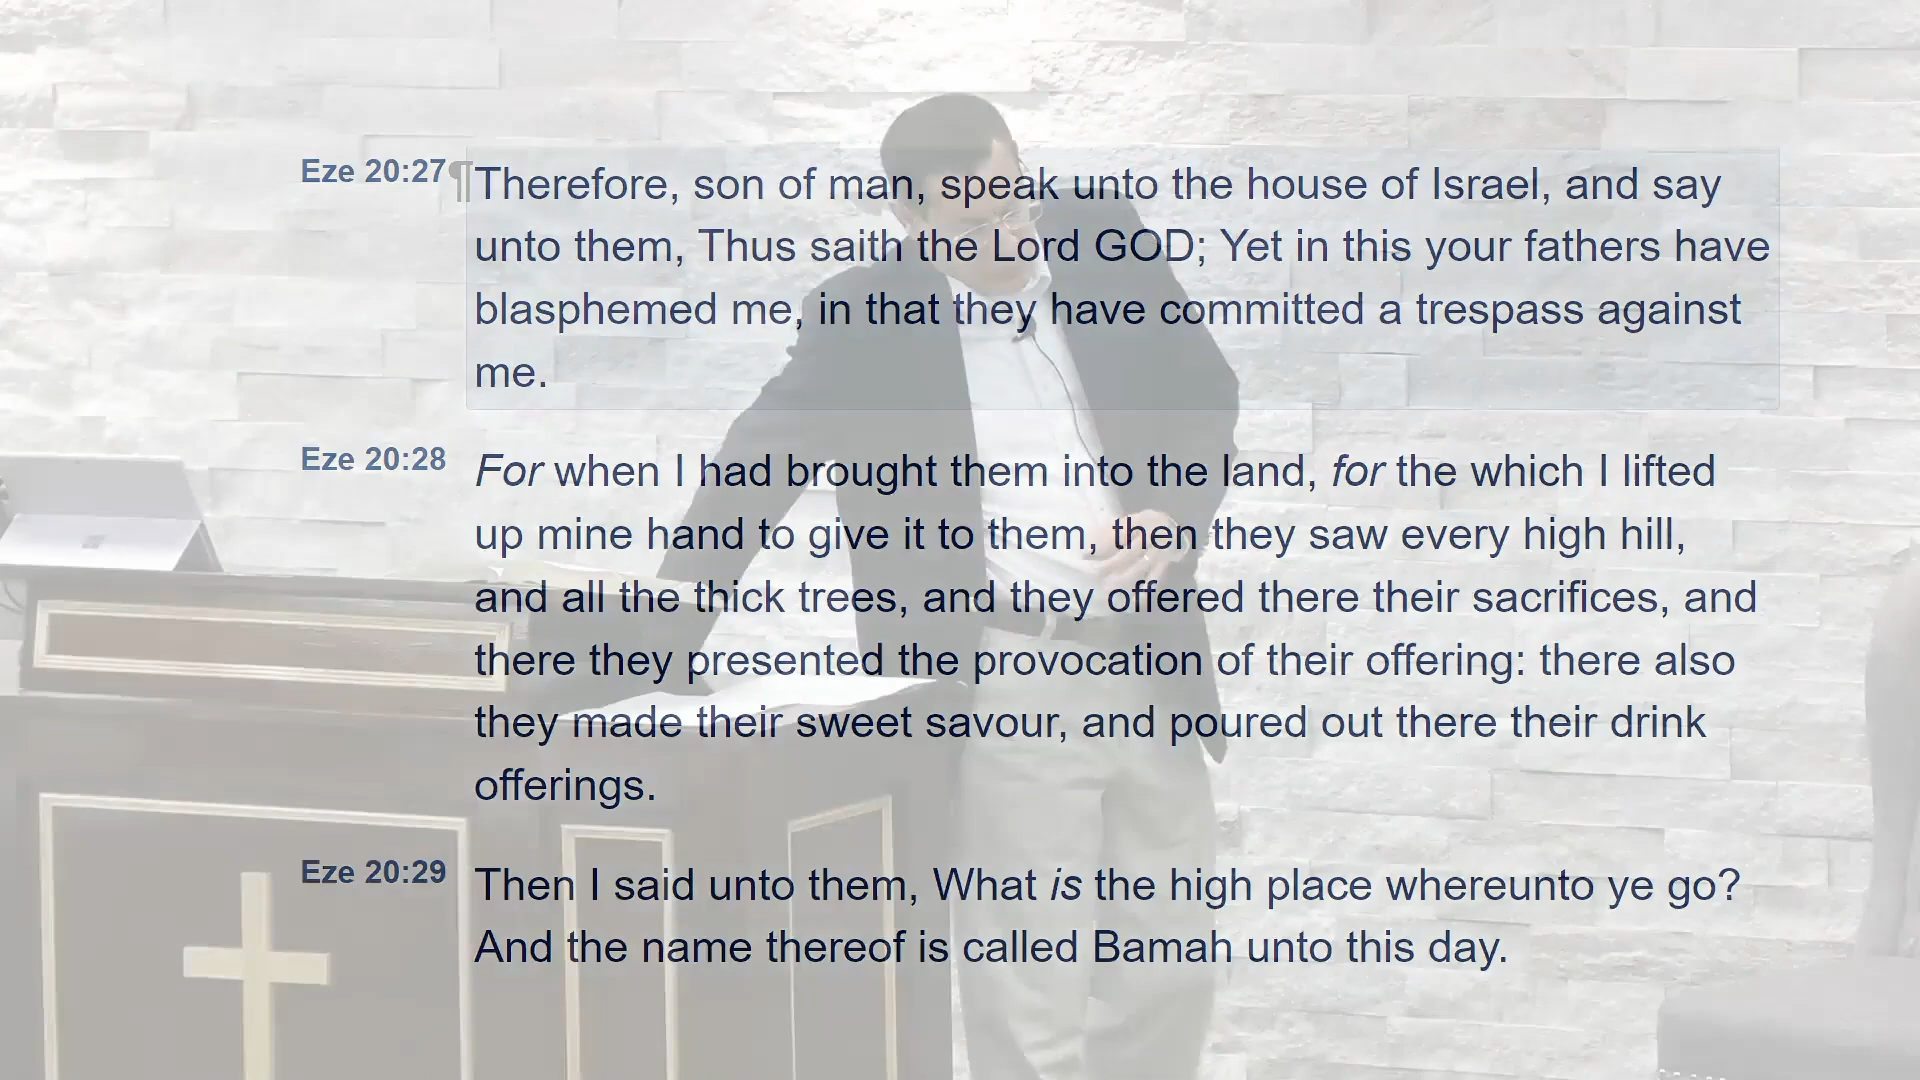 Eze 20:27 ¶Therefore, son of man, speak unto the house of Israel, and say
unto them, Thus saith the Lord GOD; Yet in this your fathers have
blasphemed me, in that they have committed a trespass against
me.
Eze 20:28 For when I had brought them into the land, for the which I lifted
up mine hand to give it to them, then they saw every high hill,
and all the thick trees, and they offered there their sacrifices, and
there they presented the provocation of their offering: there also
they made their sweet savour, and poured out there their drink
offerings.
Eze 20:29 Then I said unto them, What is the high place whereunto ye go?
And the name thereof is called Bamah unto this day.